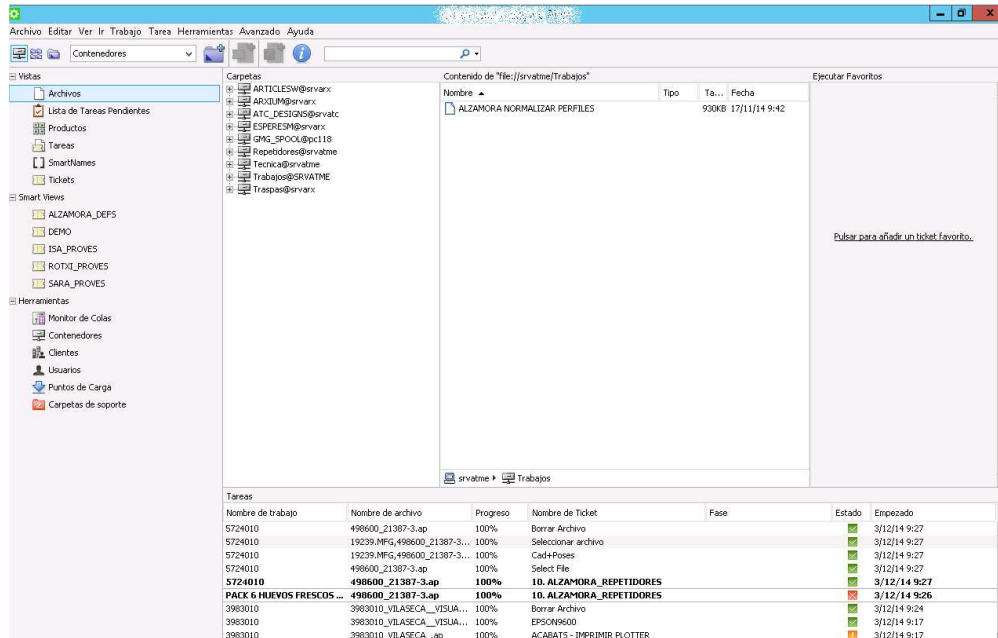 Archivo Editar Ver Ir Trabajo Tarea Herramientas Avanzado Ayuda
Contenedores
Vistas
Archivos
Lista de Tareas Pendientes
Productos
Tareas
SmartNames
Tickets
Smart Views
ALZAMORA_DEFS
DEMO
ISA_PROVES
ROTXI_PROVES
SARA_PROVES
Herramientas
Monitor de Colas
Contenedores
Clientes
Usuarios
Puntos de Carga
Carpetas de soporte
Carpetas
ARTICLESW@srvarx
ARXIUM@srvarx
ATC_DESIGNS@srvatc
ESPERESM@srvarx
GMG_SPOOL@pc118
Repetidores@srvatme
Tecnica@srvatme
Trabajos@SRVATME
Traspas@srvarx
Contenido de "file://srvatme/Trabajos"
Nombre Tipo Ta... Fecha
ALZAMORA NORMALIZAR PERFILES 930KB 17/11/14 9:42
srvatme Trabajos
Ejecutar Favoritos
Pulsar para añadir un ticket favorito.
Tareas
Nombre de trabajo Nombre de archivo Progreso Nombre de Ticket Fase Estado Empezado
5724010 498600_21387-3.ap 100% Borrar Archivo 3/12/14 9:27
5724010 19239.MFG,498600_21387-3... 100% Seleccionar archivo 3/12/14 9:27
5724010 19239.MFG,498600_21387-3... 100% Cad+Poses 3/12/14 9:27
5724010 498600_21387-3.ap 100% Select File 3/12/14 9:27
5724010 498600_21387-3.ap 100% 10. ALZAMORA_REPETIDORES 3/12/14 9:27
PACK 6 HUEVOS FRESCOS ... 498600_21387-3.ap 100% 10. ALZAMORA_REPETIDORES 3/12/14 9:26
3983010 3983010_VILASECA__VISUA... 100% Borrar Archivo 3/12/14 9:24
3983010 3983010_VILASECA__VISUA... 100% EPSON9600 3/12/14 9:17
3983010 3983010_VILASECA_.ap 100% ACABATS - IMPRIMIR PLOTTER 3/12/14 9:17